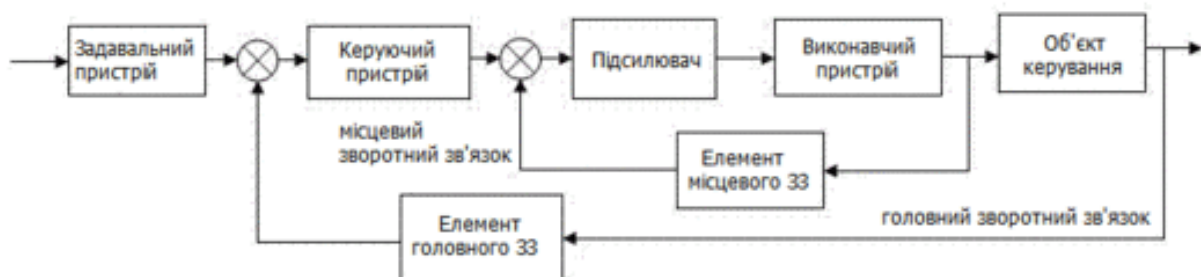 Задавальний
пристрій
Керуючий
пристрій
Підсилювач
Виконавчий
пристрій
Об'єкт
керування
місцевий
зворотний зв'язок
Елемент
місцевого ЗЗ
головний зворотний зв'язок
Елемент
головного ЗЗ